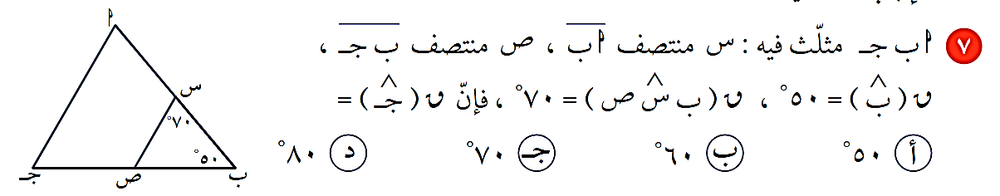 ٧ أ ب جـ مثلّث فيه : س منتصف أب ، ص منتصف ب جـ ،
ق ( ب̂ ) = ٥٠° ، ق ( ب س̂ ص ) = ٧٠° ، فإنّ ق ( جـ̂ ) =
أ ٥٠° ب ٦٠° جـ ٧٠° د ٨٠°
أ
س
٧٠°
٥٠°
جـ ص ب